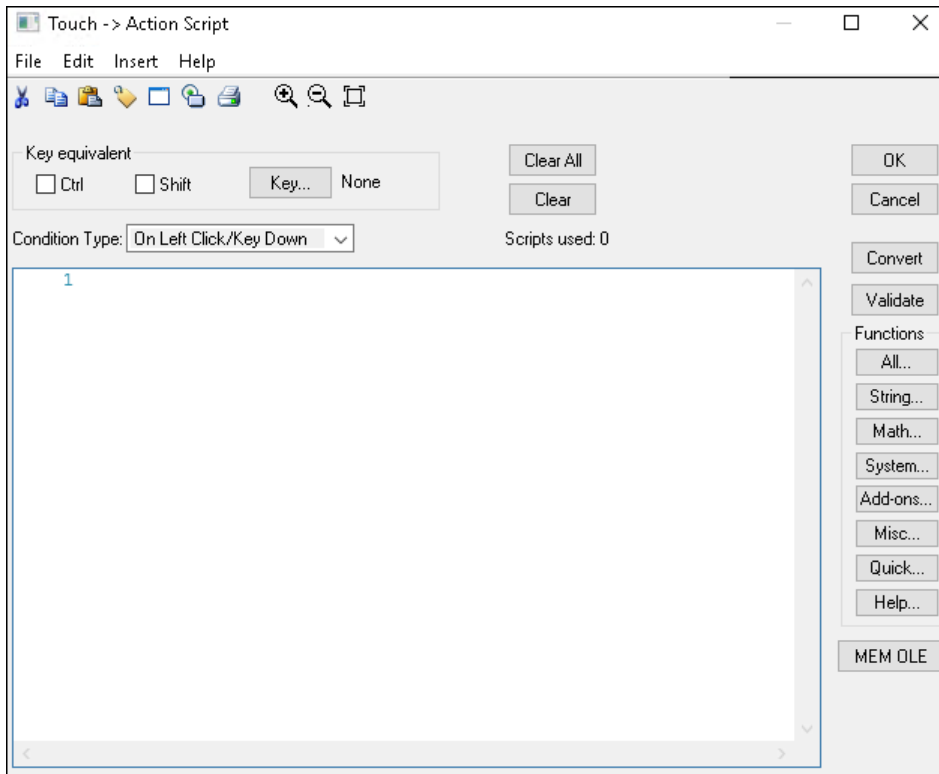 Touch -> Action Script
File Edit Insert Help
Key equivalent
Ctrl Shift Key... None
Clear All
Clear
OK
Cancel
Condition Type: On Left Click/Key Down
Scripts used: 0
Convert
Validate
1
Functions
All...
String...
Math...
System...
Add-ons...
Misc...
Quick...
Help...
MEM OLE